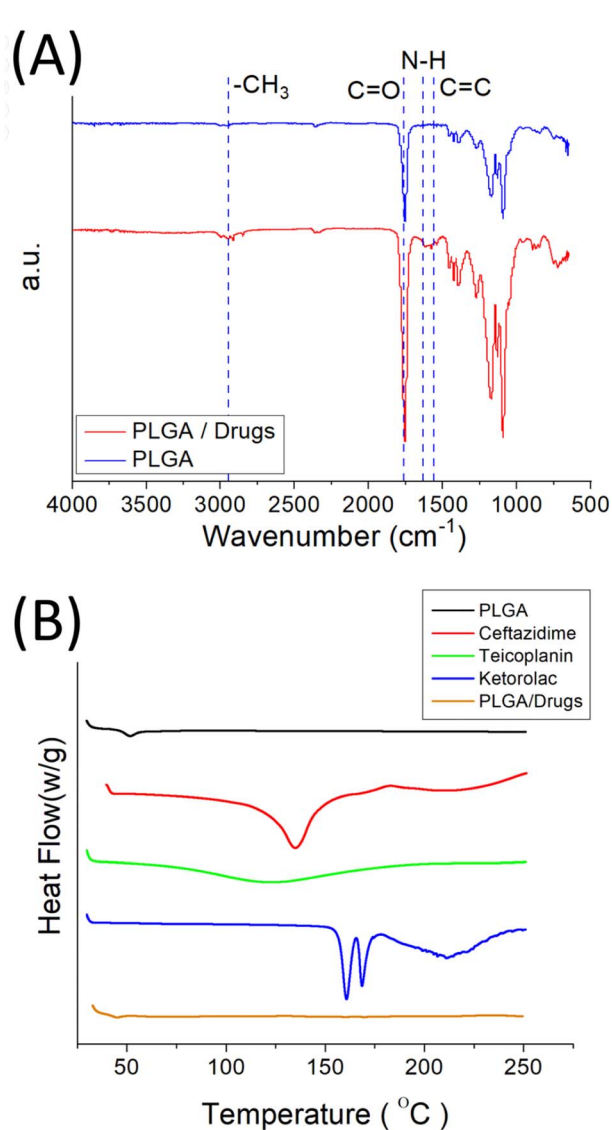 (A)
N-H
-CH₃
C=O
C=C
a.u.
PLGA / Drugs
PLGA
4000 3500 3000 2500 2000 1500 1000 500
Wavenumber (cm⁻¹)
(B)
PLGA
Ceftazidime
Teicoplanin
Ketorolac
PLGA/Drugs
Heat Flow(w/g)
50 100 150 200 250
Temperature ( °C )